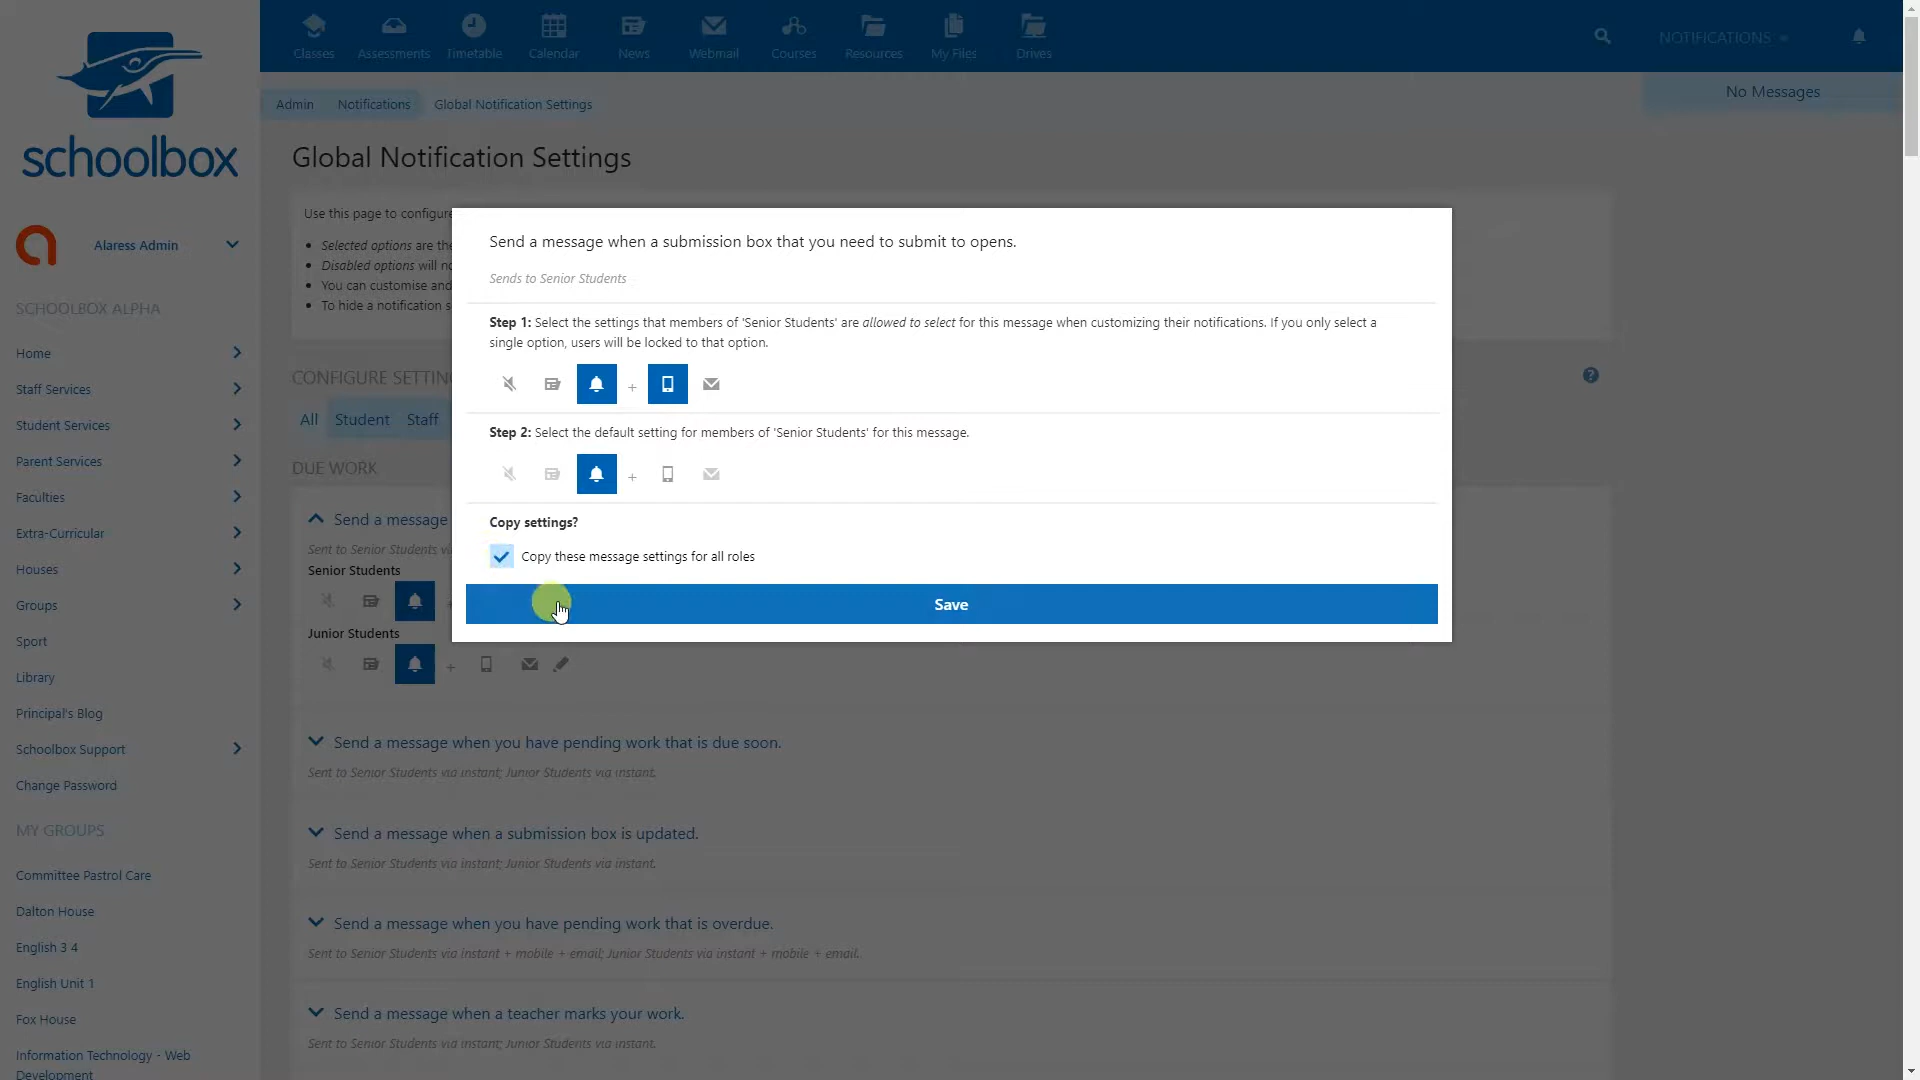 schoolbox
Alaress Admin
SCHOOLBOX ALPHA
Home
Staff Services
Student Services
Parent Services
Faculties
Extra-Curricular
Houses
Groups
Sport
Library
Principal's Blog
Schoolbox Support
Change Password
MY GROUPS
Committee Pastrol Care
Dalton House
English 3 4
English Unit 1
Fox House
Information Technology - Web
Development
Classes
Assessments
Timetable
Calendar
News
Webmail
Courses
Resources
My Files
Drives
NOTIFICATIONS
No Messages
Admin
Notifications
Global Notification Settings
Global Notification Settings
Use this page to configure
Selected options are the
Disabled options will
You can customise and
To hide a notification
CONFIGURE
All
Student
Staff
DUE WORK
Send a message
Sent to Senior Students
Senior Students
+
Junior Students
+
Send a message when you have pending work that is due soon.
Sent to Senior Students via instant; Junior Students via instant.
Send a message when a submission box is updated.
Sent to Senior Students via instant; Junior Students via instant.
Send a message when you have pending work that is overdue.
Sent to Senior Students via instant + mobile + email; Junior Students via instant + mobile + email.
Send a message when a teacher marks your work.
Sent to Senior Students via instant; Junior Students via instant.
Send a message when a submission box that you need to submit to opens.
Sends to Senior Students
Step 1: Select the settings that members of 'Senior Students' are allowed to select for this message when customizing their notifications. If you only select a
single option, users will be locked to that option.
+
Step 2: Select the default setting for members of 'Senior Students' for this message.
+
Copy settings?
Copy these message settings for all roles
Save